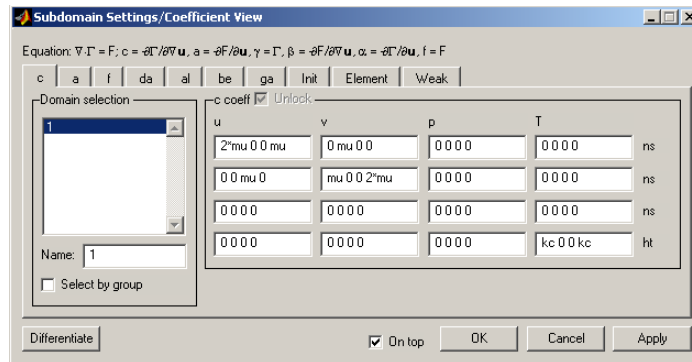 Subdomain Settings/Coefficient View
Equation: ∇·Γ = F; c = -∂Γ/∂∇u, a = -∂F/∂u, γ = Γ, β = -∂F/∂∇u, α = -∂Γ/∂u, f = F
c a f da al be ga Init Element Weak
Domain selection c coeff Unlock
1
u v p T
2*mu 0 0 mu 0 mu 0 0 0 0 0 0 0 0 0 0 ns
0 0 mu 0 mu 0 0 2*mu 0 0 0 0 0 0 0 0 ns
0 0 0 0 0 0 0 0 0 0 0 0 0 0 0 0 ns
0 0 0 0 0 0 0 0 0 0 0 0 kc 0 0 kc ht
Name: 1
Select by group
Differentiate On top OK Cancel Apply